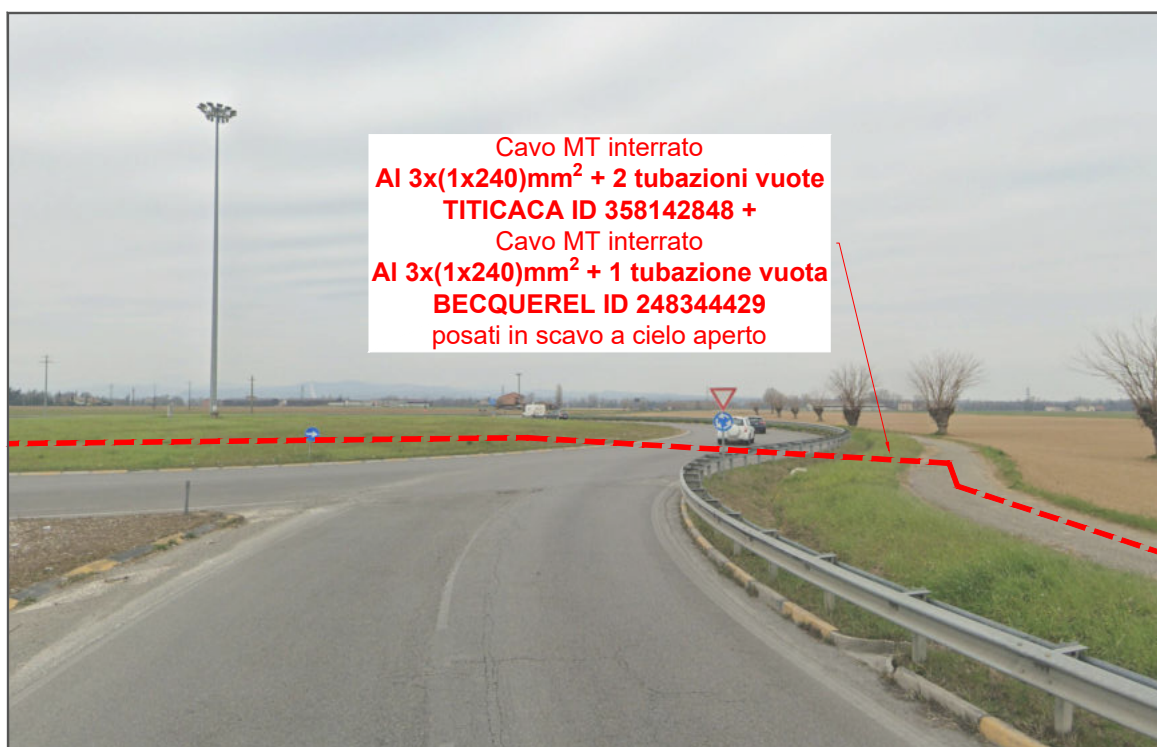 Cavo MT interrato
Al 3x(1x240)mm² + 2 tubazioni vuote
TITICACA ID 358142848 +
Cavo MT interrato
Al 3x(1x240)mm² + 1 tubazione vuota
BECQUEREL ID 248344429
posati in scavo a cielo aperto